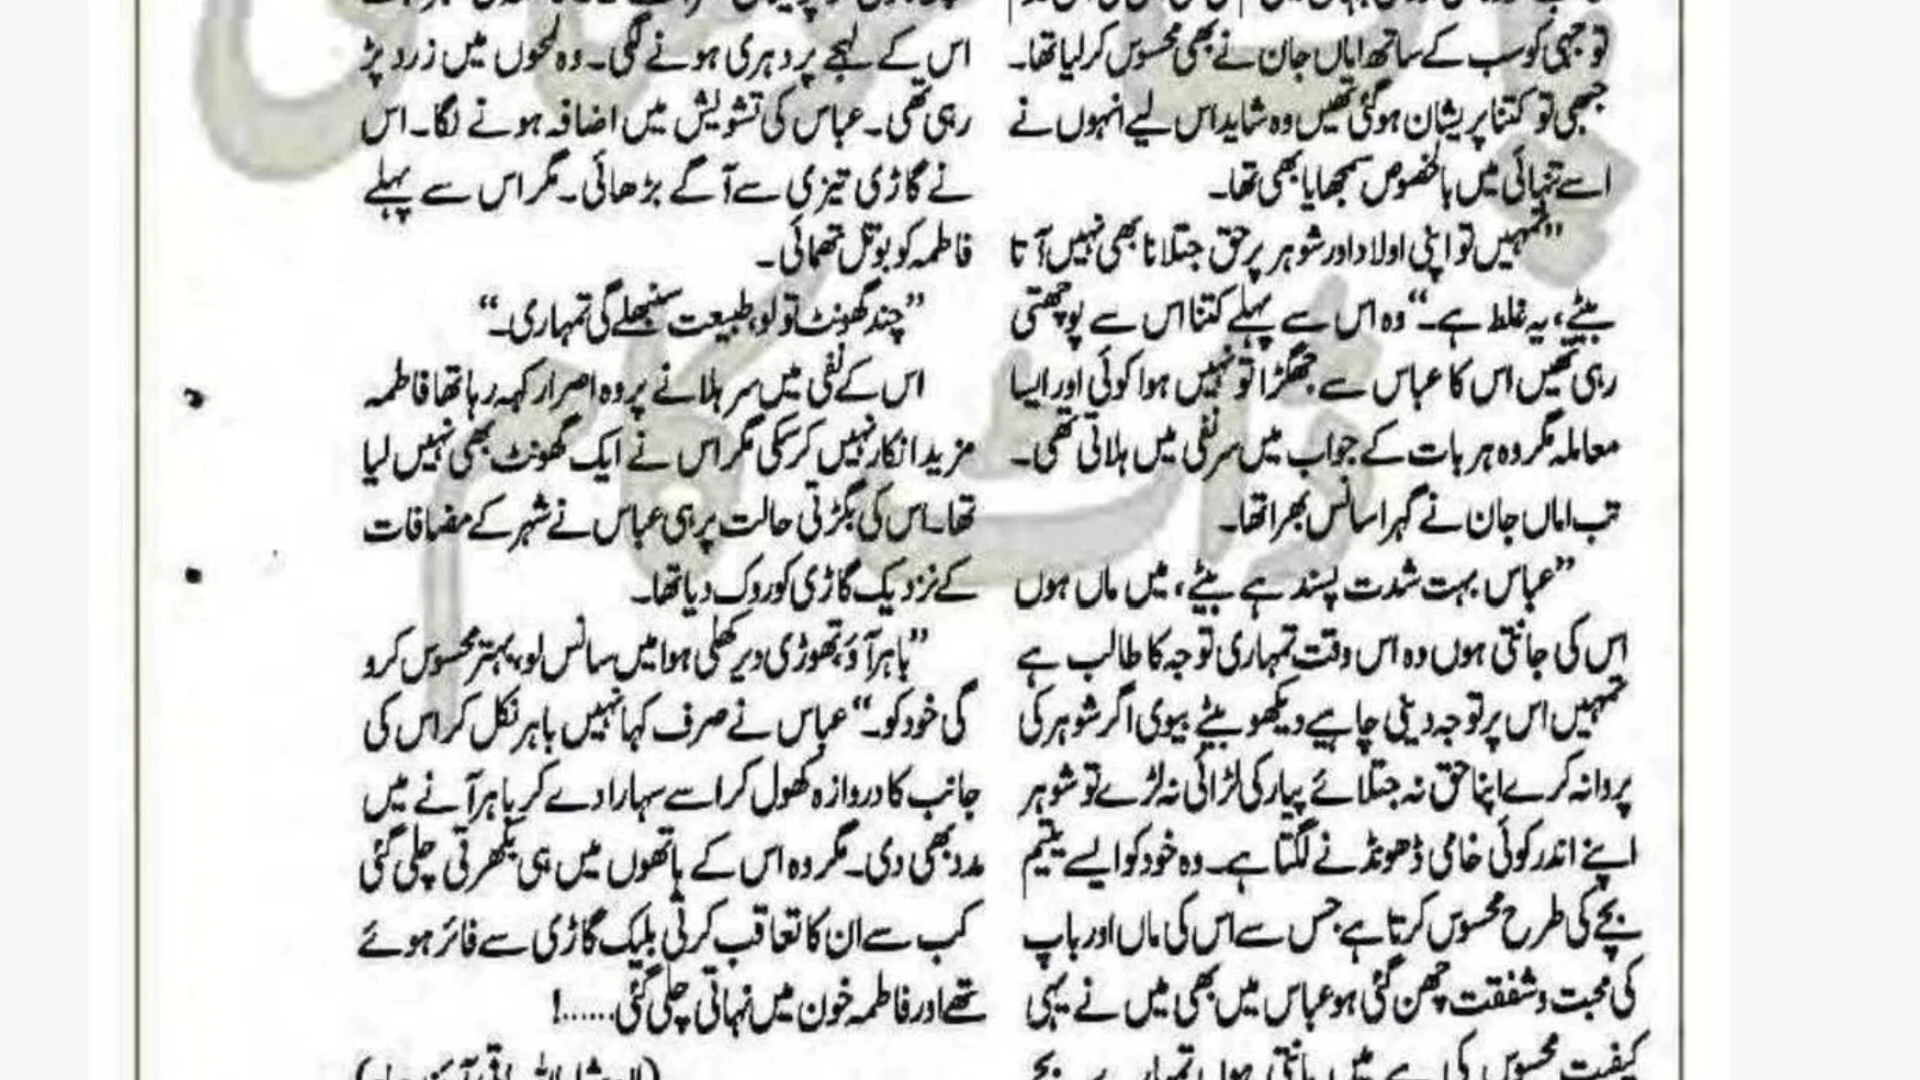 توجہی کو سب کے ساتھ اماں جان نے بھی محسوس کرلیا تھا۔
جبھی تو کتنا پریشان ہوگئی تھیں وہ شاید اس لیے انہوں نے
اسے تنہائی میں بالخصوص سمجھایا بھی تھا۔
”تمہیں تو اپنی اولاد اور شوہر پر حق جتلانا بھی نہیں آتا
بیٹے، یہ غلط ہے۔“ وہ اس سے پہلے کتنا اس سے پوچھتی
رہی تھیں اس کا عباس سے جھگڑا تو نہیں ہوا کوئی اور ایسا
معاملہ مگر وہ ہر بات کے جواب میں سر نفی میں ہلاتی تھی۔
تب اماں جان نے گہرا سانس بھرا تھا۔
”عباس بہت شدت پسند ہے بیٹے، میں ماں ہوں
اس کی جانتی ہوں وہ اس وقت تمہاری توجہ کا طالب ہے
تمہیں اس پر توجہ دینی چاہیے دیکھو بیٹے بیوی اگر شوہر کی
پروا نہ کرے اپنا حق نہ جتلائے پیار کی لڑائی نہ لڑے تو شوہر
اپنے اندر کوئی خامی ڈھونڈنے لگتا ہے۔ وہ خود کو ایسے یتیم
بچے کی طرح محسوس کرتا ہے جس سے اس کی ماں اور باپ
کی محبت و شفقت چھن گئی ہو عباس میں بھی میں نے یہی
کیفیت محسوس کی ہے میں جانتی ہوں تمہارے بچے
اس کے لہجے پر دہری ہونے لگی۔ وہ لمحوں میں زرد پڑ
رہی تھی۔ عباس کی تشویش میں اضافہ ہونے لگا۔ اس
نے گاڑی تیزی سے آگے بڑھائی۔ مگر اس سے پہلے
فاطمہ کو بوتل تھمائی۔
”چند گھونٹ تو لو، طبیعت سنبھلے گی تمہاری۔“
اس کے نفی میں سر ہلانے پر وہ اصرار کہہ رہا تھا فاطمہ
مزید انکار نہیں کرسکی مگر اس نے ایک گھونٹ بھی نہیں لیا
تھا۔ اس کی بگڑتی حالت پر ہی عباس نے شہر کے مضافات
کے نزدیک گاڑی کو روک دیا تھا۔
”باہر آؤ، تھوڑی دیر کھلی ہوا میں سانس لو، بہتر محسوس کرو
گی خود کو۔“ عباس نے صرف کہا نہیں باہر نکل کر اس کی
جانب کا دروازہ کھول کر اسے سہارا دے کر باہر آنے میں
مدد بھی دی۔ مگر وہ اس کے ہاتھوں میں ہی بکھرتی چلی گئی
کب سے ان کا تعاقب کرتی بلیک گاڑی سے فائر ہوئے
تھے اور فاطمہ خون میں نہاتی چلی گئی......!